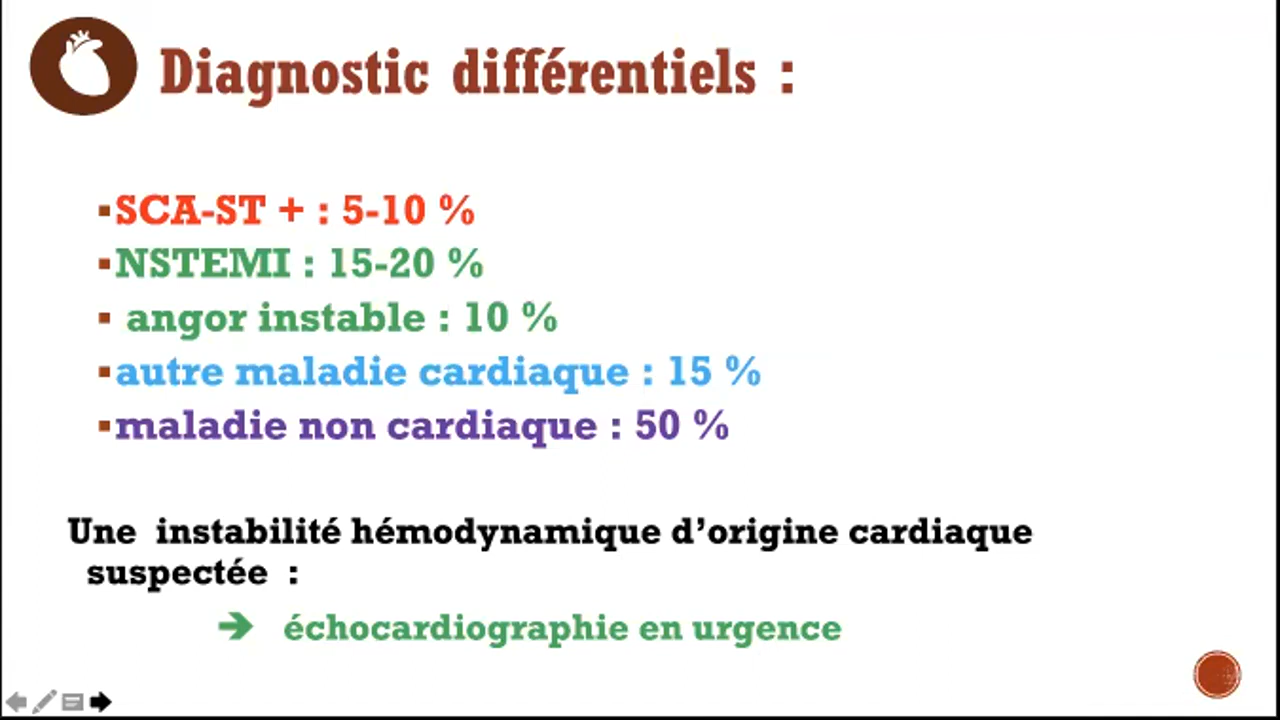 Diagnostic différentiels :
▪SCA-ST + : 5-10 %
▪NSTEMI : 15-20 %
▪ angor instable : 10 %
▪autre maladie cardiaque : 15 %
▪maladie non cardiaque : 50 %
Une instabilité hémodynamique d’origine cardiaque
suspectée :
➔ échocardiographie en urgence